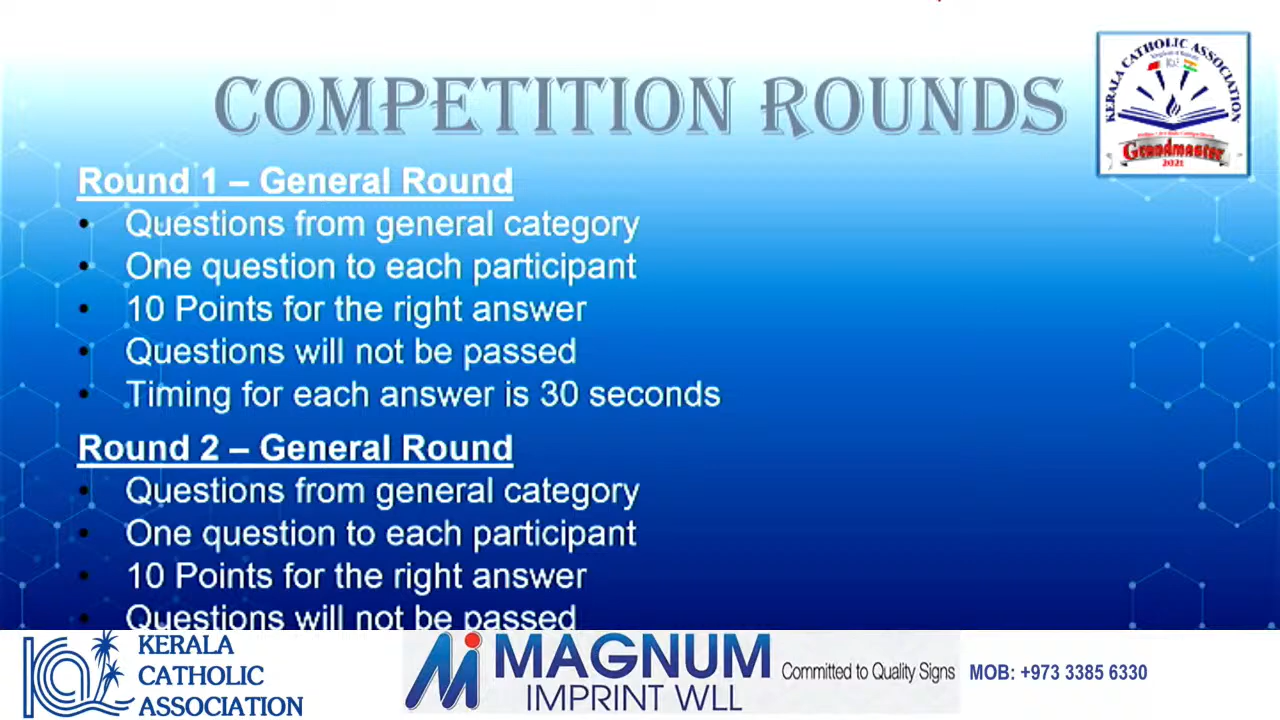 COMPETITION ROUNDS
KERALA CATHOLIC ASSOCIATION
Grandmaster
2021
Round 1 – General Round
• Questions from general category
• One question to each participant
• 10 Points for the right answer
• Questions will not be passed
• Timing for each answer is 30 seconds
Round 2 – General Round
• Questions from general category
• One question to each participant
• 10 Points for the right answer
• Questions will not be passed
KCA
KERALA
CATHOLIC
ASSOCIATION
MAGNUM
IMPRINT WLL
Committed to Quality Signs
MOB: +973 3385 6330